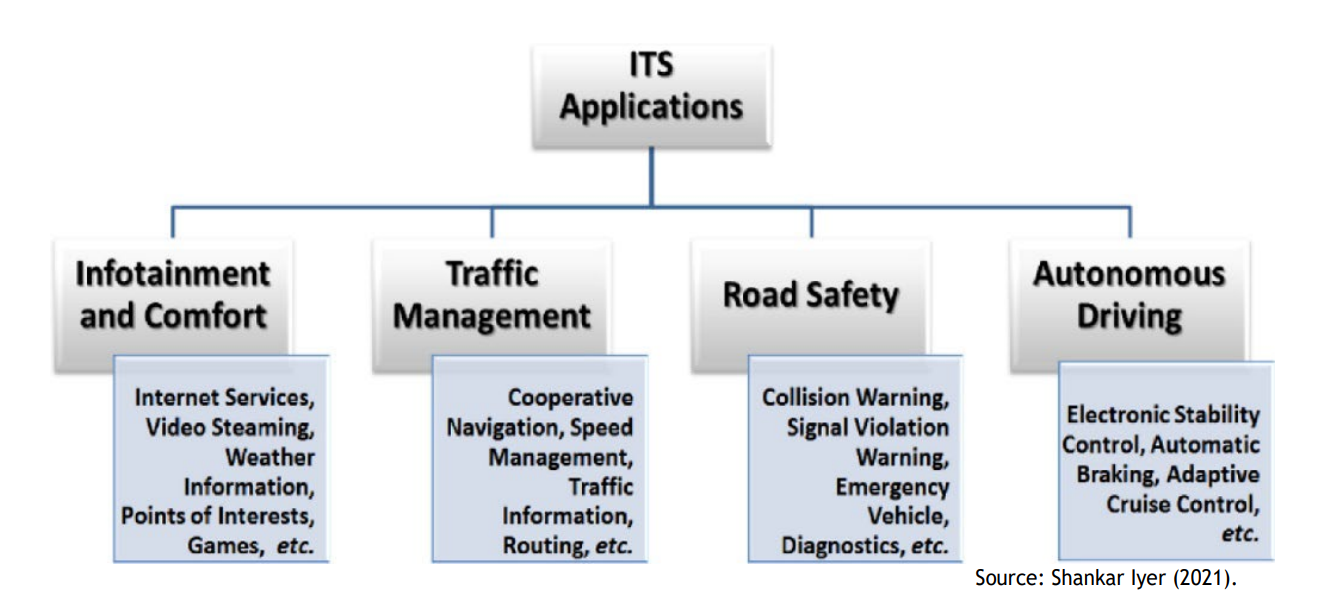 ITS
Applications
Infotainment
and Comfort
Internet Services,
Video Steaming,
Weather
Information,
Points of Interests,
Games, etc.
Traffic
Management
Cooperative
Navigation, Speed
Management,
Traffic
Information,
Routing, etc.
Road Safety
Collision Warning,
Signal Violation
Warning,
Emergency
Vehicle,
Diagnostics, etc.
Autonomous
Driving
Electronic Stability
Control, Automatic
Braking, Adaptive
Cruise Control,
etc.
Source: Shankar Iyer (2021).